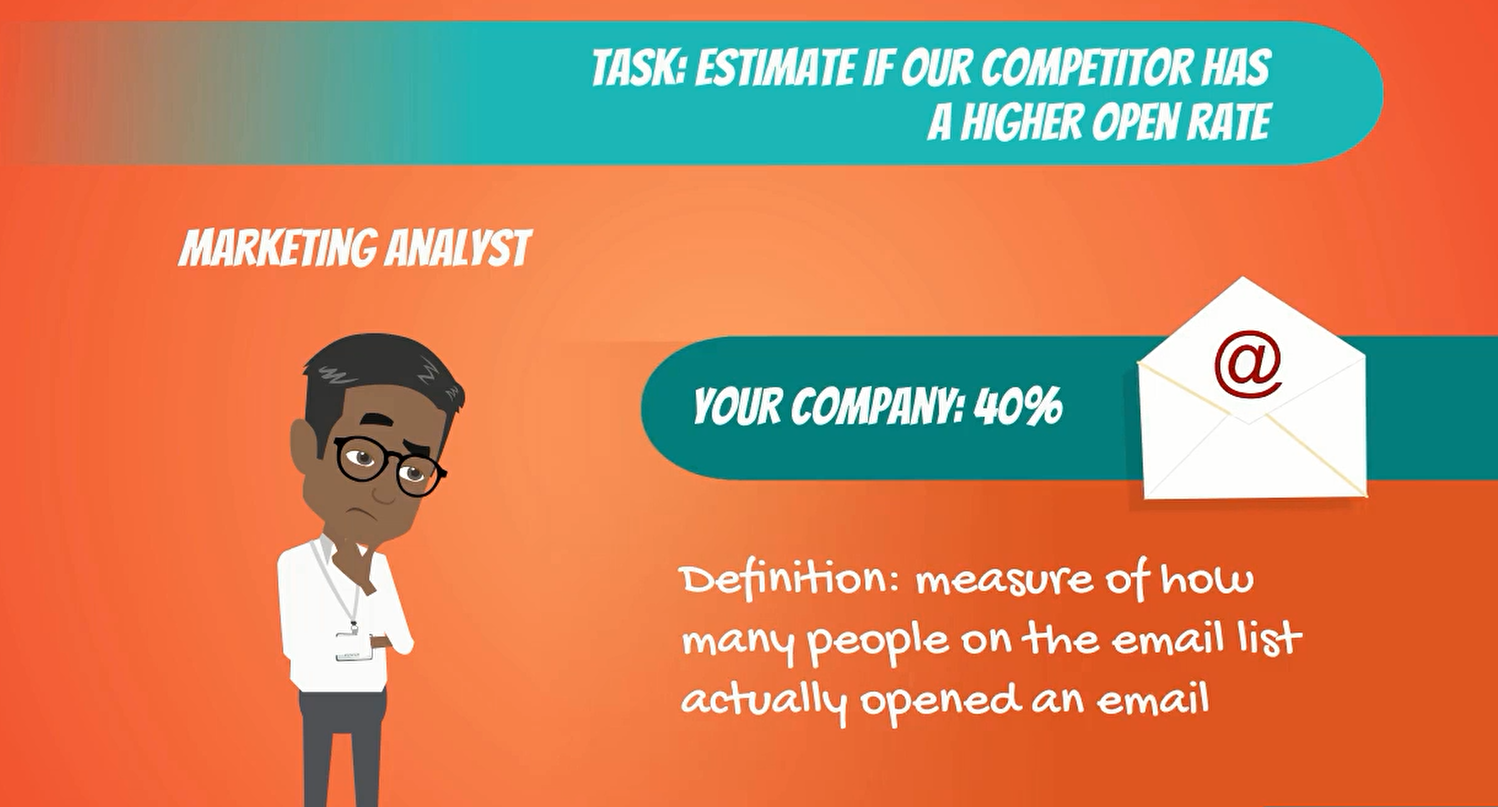 TASK: ESTIMATE IF OUR COMPETITOR HAS
A HIGHER OPEN RATE
MARKETING ANALYST
@
YOUR COMPANY: 40%
Definition: measure of how
many people on the email list
actually opened an email